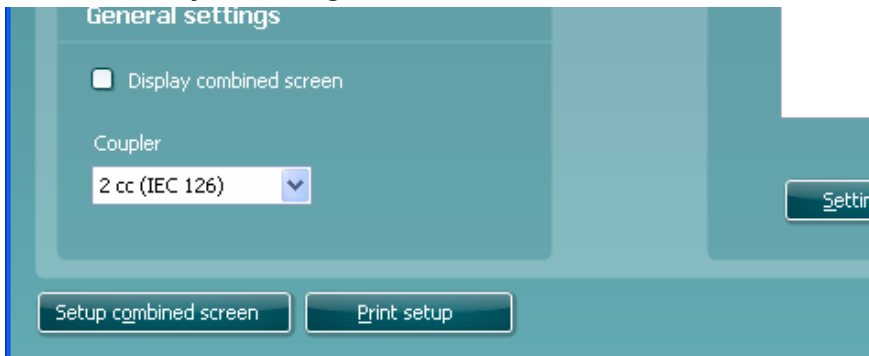 General settings
Display combined screen
Coupler
2 cc (IEC 126)
Setup combined screen
Print setup